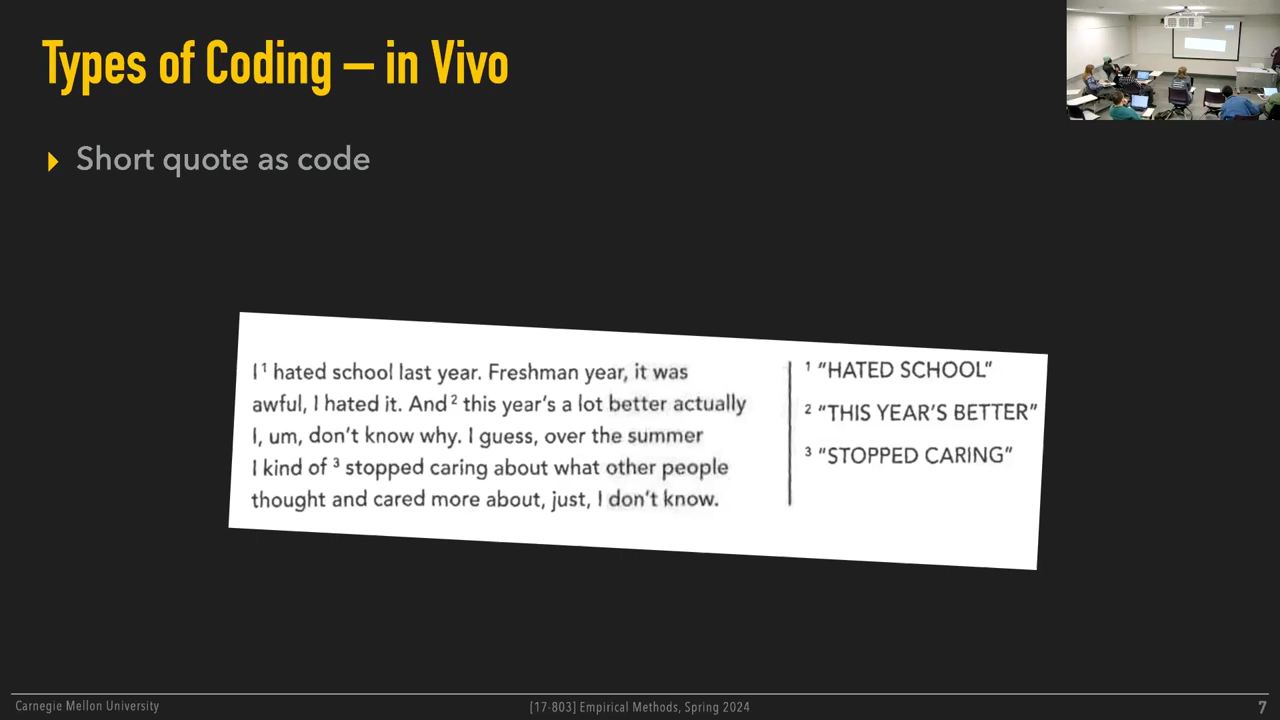 Types of Coding – in Vivo
Short quote as code
I¹ hated school last year. Freshman year, it was
awful, I hated it. And² this year's a lot better actually
I, um, don't know why. I guess, over the summer
I kind of ³ stopped caring about what other people
thought and cared more about, just, I don't know.
¹ "HATED SCHOOL"
² "THIS YEAR'S BETTER"
³ "STOPPED CARING"
Carnegie Mellon University
[17-803] Empirical Methods, Spring 2024
7